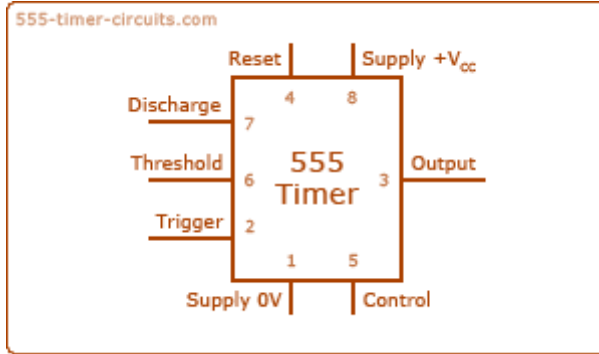 555-timer-circuits.com
Reset Supply +Vcc
4 8
Discharge
7
Threshold 6 555 Timer 3 Output
Trigger
2
1 5
Supply 0V Control